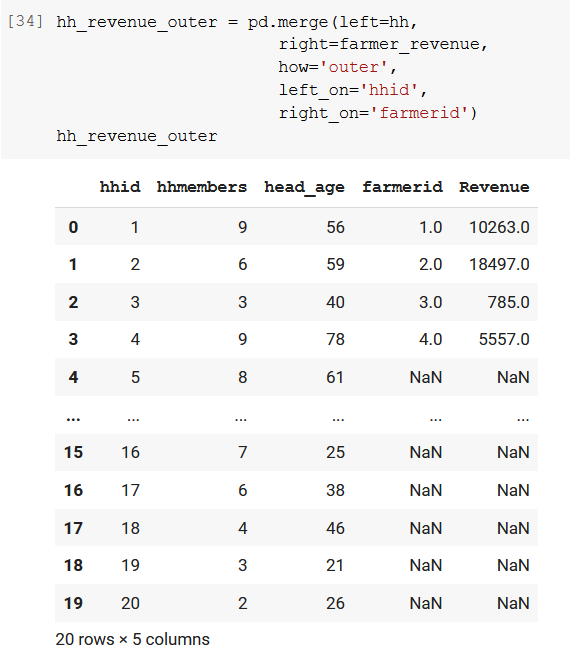 [34] hh_revenue_outer = pd.merge(left=hh,
right=farmer_revenue,
how='outer',
left_on='hhid',
right_on='farmerid')
hh_revenue_outer
hhid hhmembers head_age farmerid Revenue
0 1 9 56 1.0 10263.0
1 2 6 59 2.0 18497.0
2 3 3 40 3.0 785.0
3 4 9 78 4.0 5557.0
4 5 8 61 NaN NaN
... ... ... ... ... ...
15 16 7 25 NaN NaN
16 17 6 38 NaN NaN
17 18 4 46 NaN NaN
18 19 3 21 NaN NaN
19 20 2 26 NaN NaN
20 rows × 5 columns